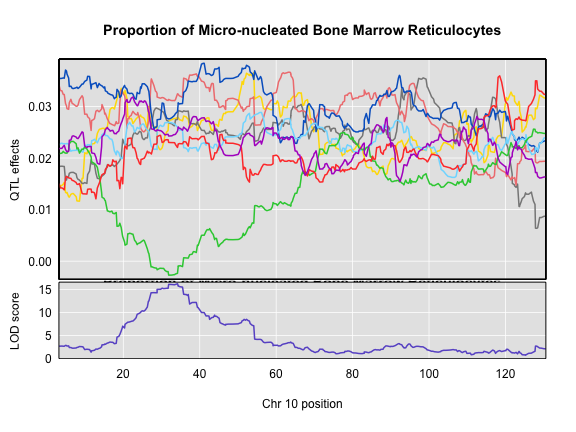 Proportion of Micro-nucleated Bone Marrow Reticulocytes
QTL effects
0.03
0.02
0.01
0.00
LOD score
15
10
5
0
20 40 60 80 100 120
Chr 10 position